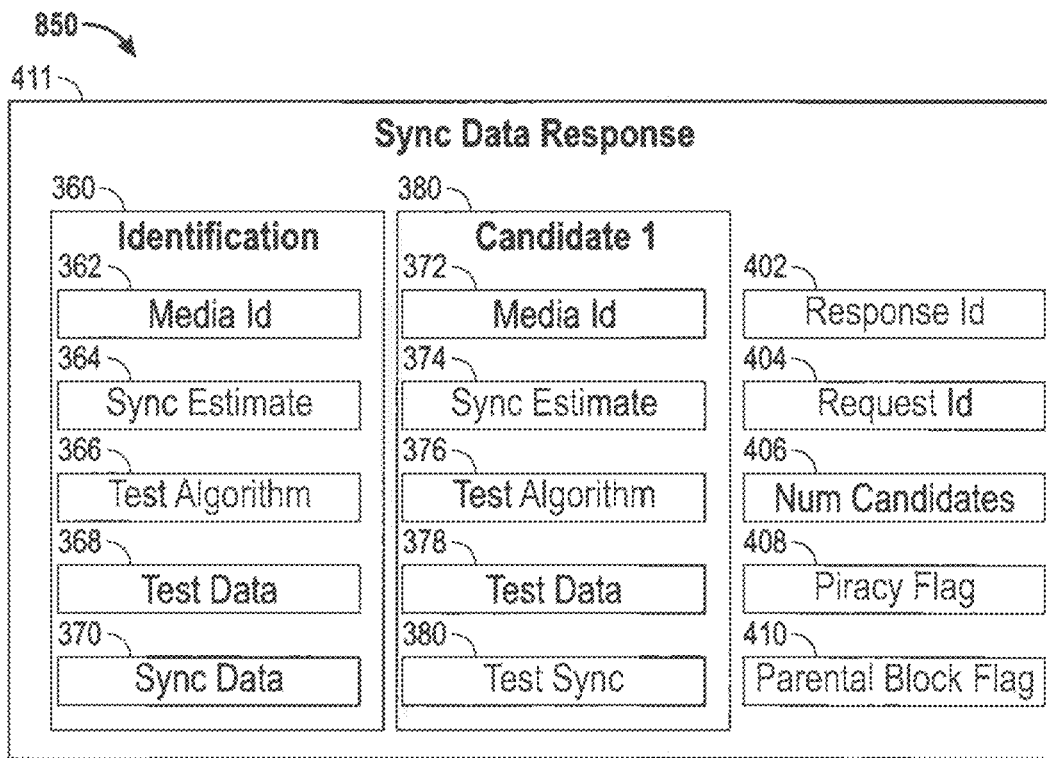 850
411
Sync Data Response
360 380
Identification Candidate 1
362 372 402
Media Id Media Id Response Id
364 374 404
Sync Estimate Sync Estimate Request Id
366 376 406
Test Algorithm Test Algorithm Num Candidates
368 378 408
Test Data Test Data Piracy Flag
370 380 410
Sync Data Test Sync Parental Block Flag